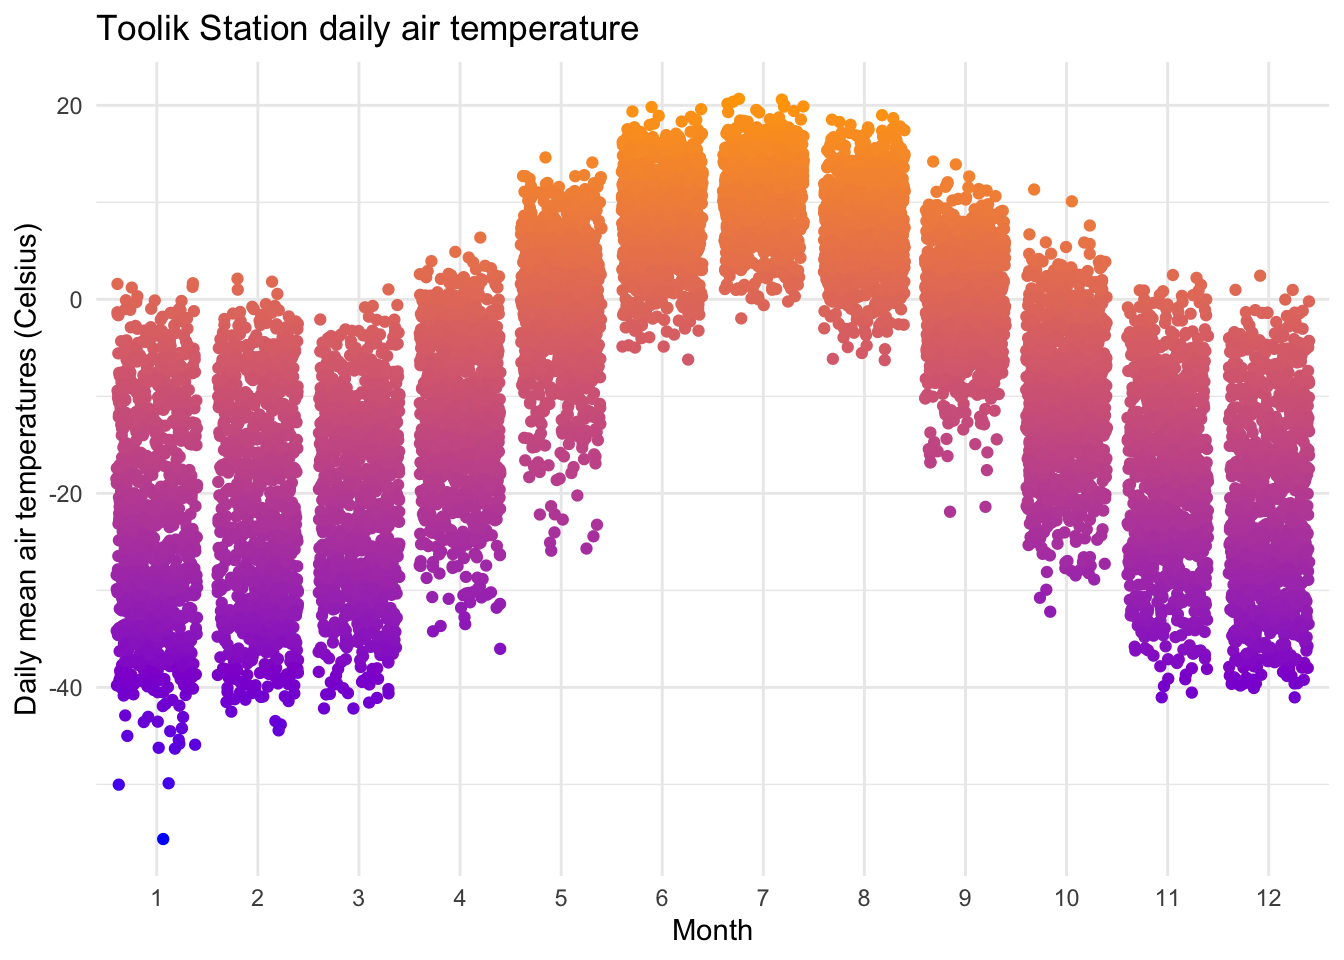 Toolik Station daily air temperature
Daily mean air temperatures (Celsius)
20
0
-20
-40
1 2 3 4 5 6 7 8 9 10 11 12
Month